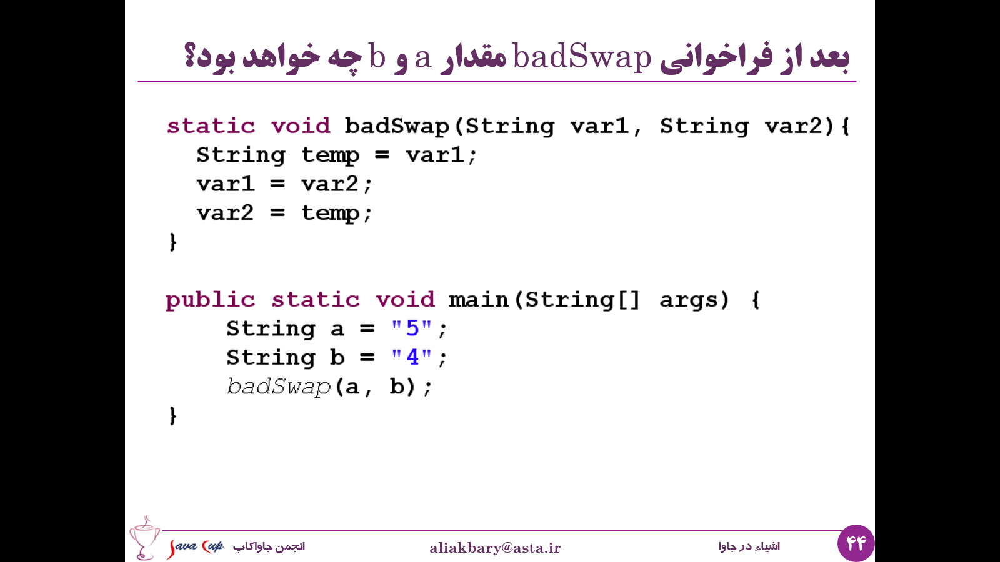 بعد از فراخوانی badSwap مقدار a و b چه خواهد بود؟
static void badSwap(String var1, String var2){
String temp = var1;
var1 = var2;
var2 = temp;
}
public static void main(String[] args) {
String a = "5";
String b = "4";
badSwap(a, b);
}
Java Cup انجمن جاواکاپ
aliakbary@asta.ir
اشیاء در جاوا
۴۴